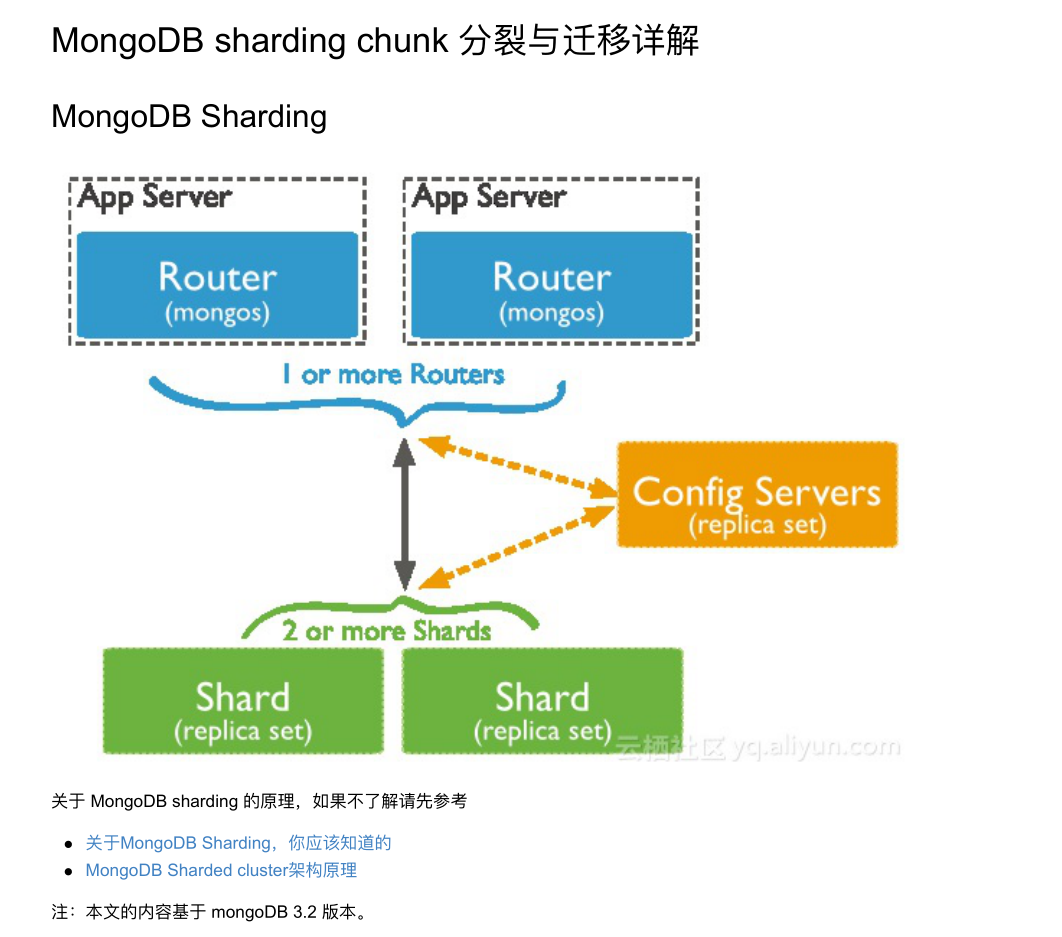 MongoDB sharding chunk 分裂与迁移详解
MongoDB Sharding
App Server
App Server
Router
(mongos)
Router
(mongos)
1 or more Routers
Config Servers
(replica set)
2 or more Shards
Shard
(replica set)
Shard
(replica set)
云栖社区 yq.aliyun.com
关于 MongoDB sharding 的原理，如果不了解请先参考
关于MongoDB Sharding，你应该知道的
MongoDB Sharded cluster架构原理
注：本文的内容基于 mongoDB 3.2 版本。